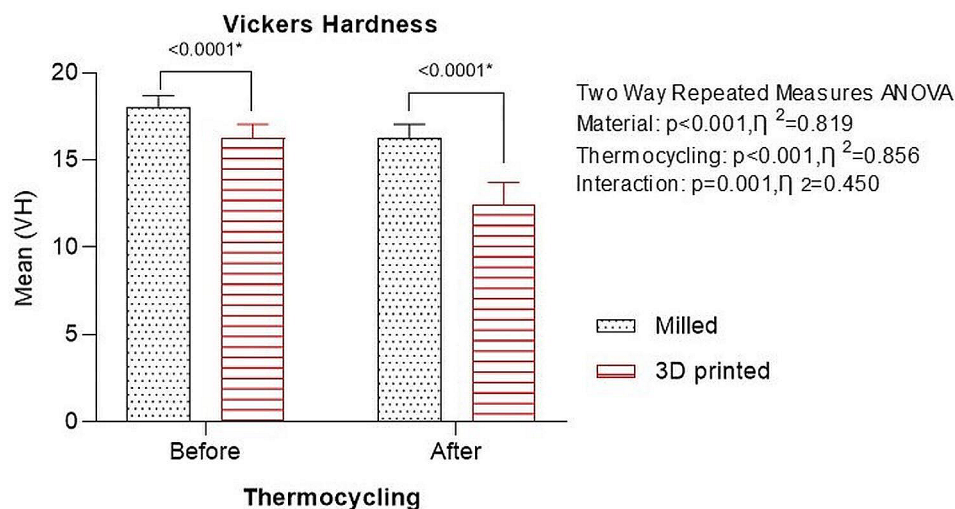 Vickers Hardness
<0.0001*
<0.0001*
20
15
10
5
0
Mean (VH)
Before
After
Thermocycling
Two Way Repeated Measures ANOVA
Material: p<0.001,Ƞ ²=0.819
Thermocycling: p<0.001,Ƞ ²=0.856
Interaction: p=0.001,Ƞ 2=0.450
Milled
3D printed